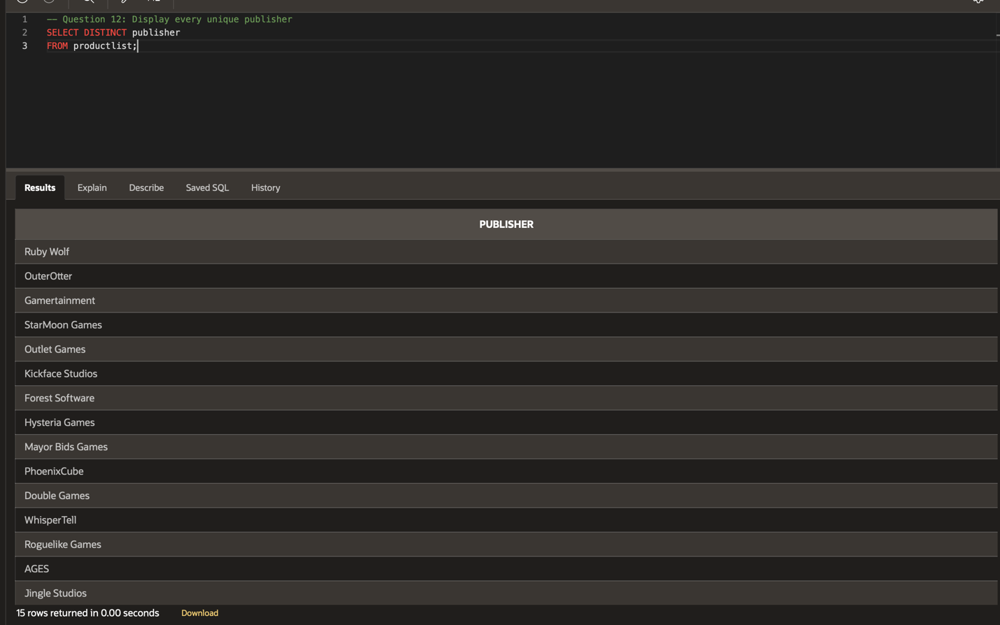 1 -- Question 12: Display every unique publisher
2 SELECT DISTINCT publisher
3 FROM productlist;
Results Explain Describe Saved SQL History
PUBLISHER
Ruby Wolf
OuterOtter
Gamertainment
StarMoon Games
Outlet Games
Kickface Studios
Forest Software
Hysteria Games
Mayor Bids Games
PhoenixCube
Double Games
WhisperTell
Roguelike Games
AGES
Jingle Studios
15 rows returned in 0.00 seconds Download